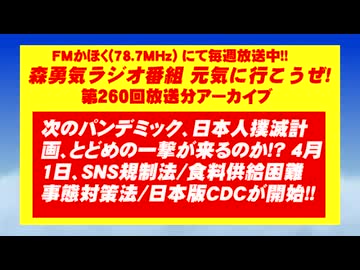 FMかほく(78.7MHz) にて毎週放送中!!
森勇気ラジオ番組 元気に行こうぜ!
第260回放送分アーカイブ
次のパンデミック、日本人撲滅計
画、とどめの一撃が来るのか!? 4月
1日、SNS規制法/食料供給困難
事態対策法/日本版CDCが開始!!